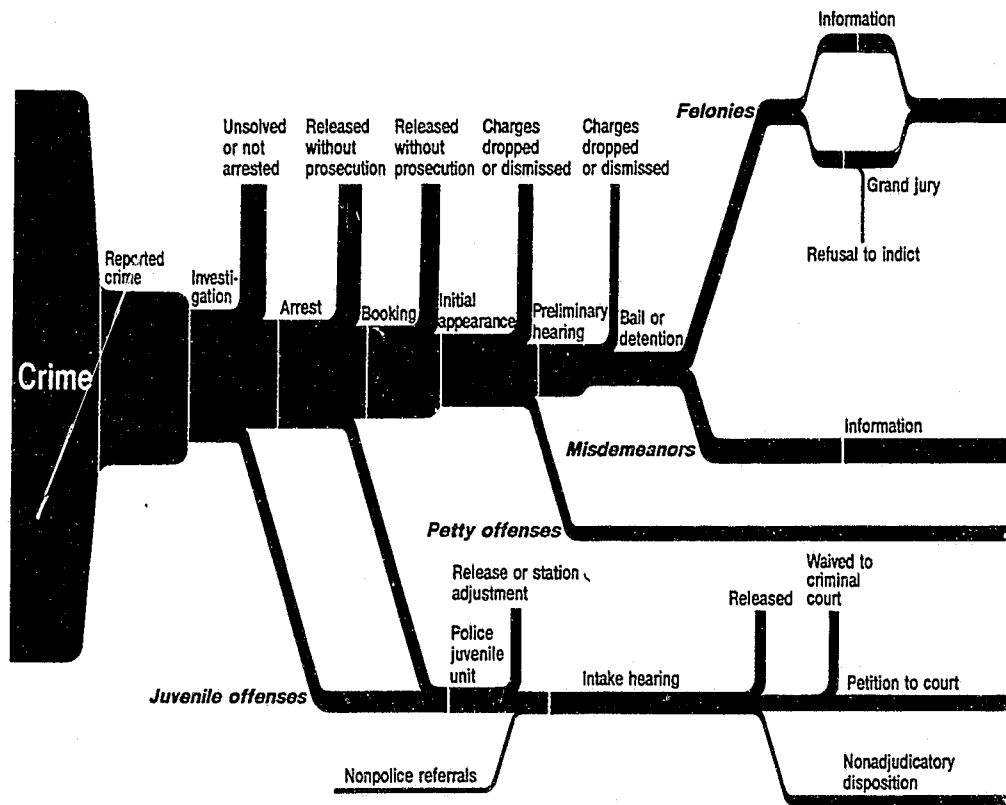 Information
Felonies
Grand jury
Refusal to indict
Unsolved
or not
arrested
Released
without
prosecution
Released
without
prosecution
Charges
dropped
or dismissed
Charges
dropped
or dismissed
Crime
Reported
crime
Investi-
gation
Arrest
Booking
Initial
appearance
Preliminary
hearing
Bail or
detention
Information
Misdemeanors
Petty offenses
Release or station
adjustment
Police
juvenile
unit
Intake hearing
Released
Waived to
criminal
court
Juvenile offenses
Petition to court
Nonpolice referrals
Nonadjudicatory
disposition